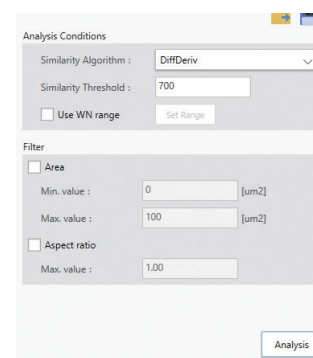 Analysis Conditions
Similarity Algorithm : DiffDeriv
Similarity Threshold : 700
Use WN range Set Range
Filter
Area
Min. value : 0 [um2]
Max. value : 100 [um2]
Aspect ratio
Max. value : 1.00
Analysis